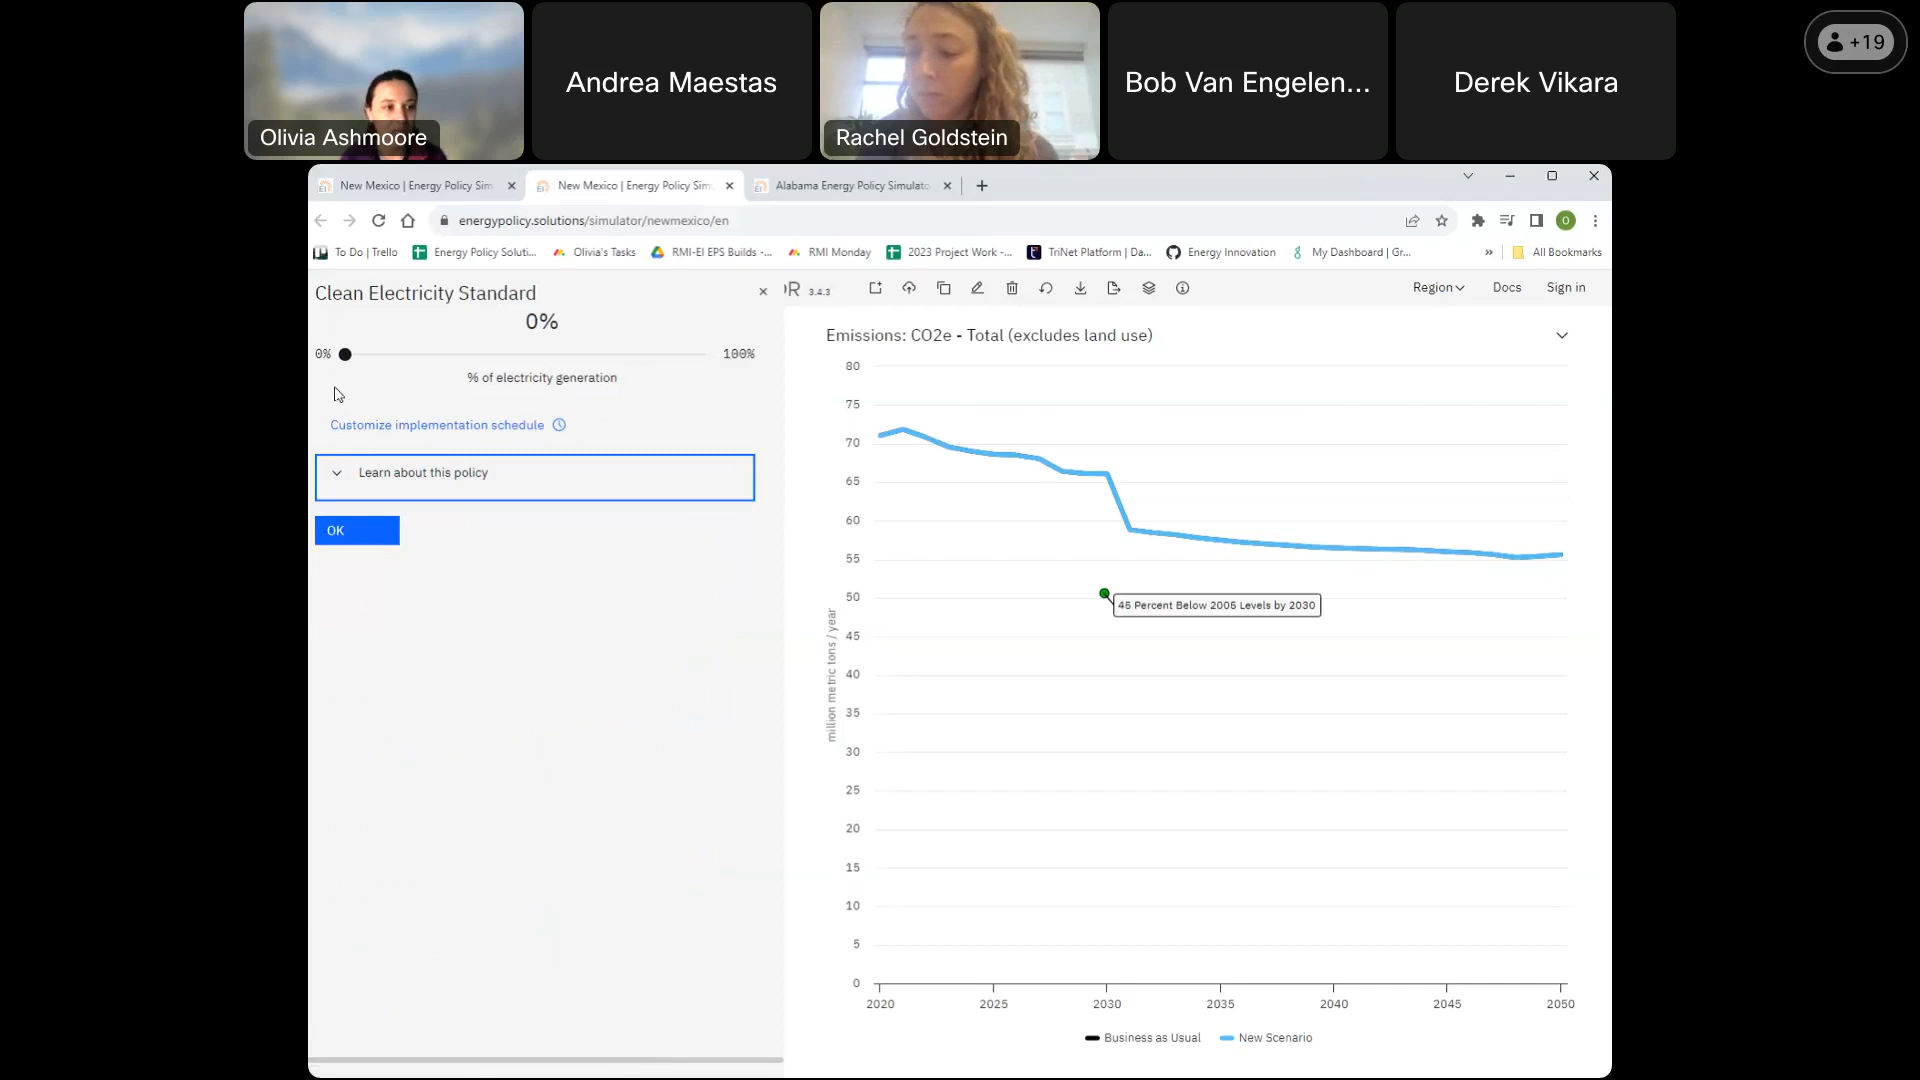 Olivia Ashmoore
Andrea Maestas
Rachel Goldstein
Bob Van Engelen...
Derek Vikara
+19
New Mexico | Energy Policy Sim
New Mexico | Energy Policy Sim
Alabama Energy Policy Simulato
energypolicy.solutions/simulator/newmexico/en
To Do | Trello
Energy Policy Soluti...
Olivia's Tasks
RMI-EI EPS Builds -...
RMI Monday
2023 Project Work -...
TriNet Platform | Da...
Energy Innovation
My Dashboard | Gr...
»
All Bookmarks
Clean Electricity Standard
0%
0%
100%
% of electricity generation
Customize implementation schedule
Learn about this policy
OK
R 3.4.3
Region
Docs
Sign in
Emissions: CO2e - Total (excludes land use)
80
75
70
65
60
55
50
45
40
35
30
25
20
15
10
5
0
million metric tons / year
45 Percent Below 2005 Levels by 2030
2020 2025 2030 2035 2040 2045 2050
Business as Usual
New Scenario